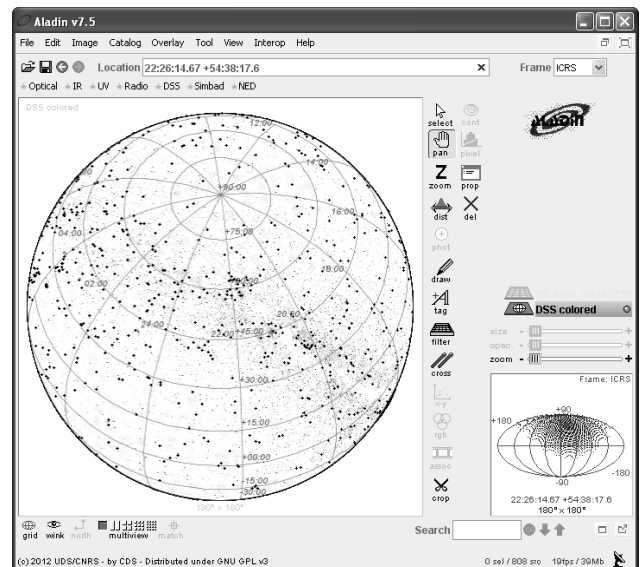 Aladin v7.5
File Edit Image Catalog Overlay Tool View Interop Help
Location 22:26:14.67 +54:38:17.6 Frame ICRS
Optical IR UV Radio DSS Simbad NED
DSS colored
12:00
14:00
+90:00
16:00
04:00
+75:00
18:00
02:00
20:00
24:00
22:00 +45:00
+30:00
+15:00
+00:00
-15:00
-30:00
180° x 180°
select cont
pan pixel
zoom prop
dist del
phot
draw
tag
filter
cross
x-y
rgb
assoc
crop
Aladin
DSS colored
size - +
opac. - +
zoom - +
Frame: ICRS
+90
+180
-180
-90
22:26:14.67 +54:38:17.6
180° x 180°
grid wink north multiview match
Search
(c) 2012 UDS/CNRS - by CDS - Distributed under GNU GPL v3 0 sel / 808 src 19fps / 39Mb